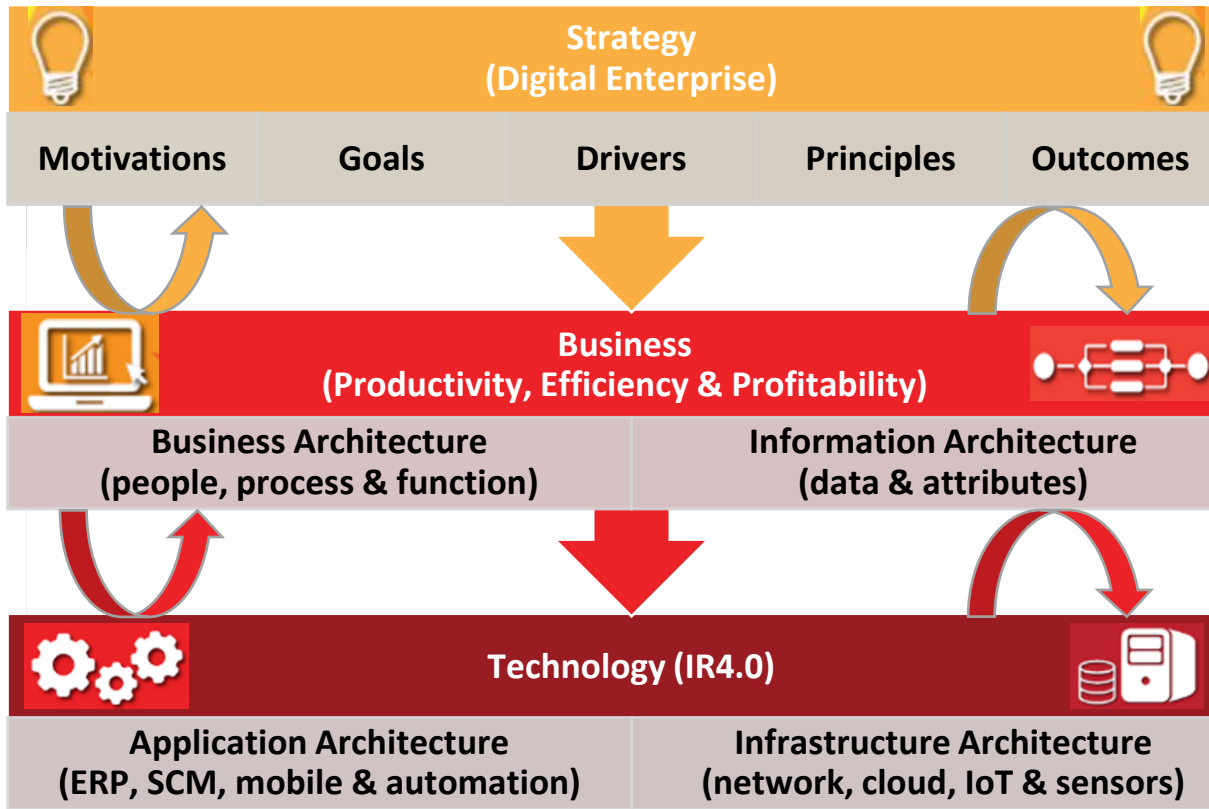 Strategy
(Digital Enterprise)
Motivations
Goals
Drivers
Principles
Outcomes
Business
(Productivity, Efficiency & Profitability)
Business Architecture
(people, process & function)
Information Architecture
(data & attributes)
Technology (IR4.0)
Application Architecture
(ERP, SCM, mobile & automation)
Infrastructure Architecture
(network, cloud, IoT & sensors)